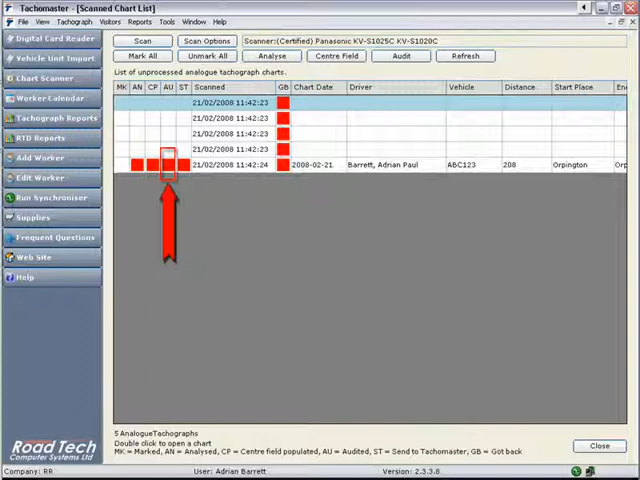 Tachomaster - [Scanned Chart List]
File View Tachograph Visitors Reports Tools Window Help
Digital Card Reader
Vehicle Unit Import
Chart Scanner
Worker Calendar
Tachograph Reports
RTD Reports
Add Worker
Edit Worker
Run Synchroniser
Supplies
Frequent Questions
Web Site
Help
Scan Scan Options Scanner:(Certified) Panasonic KV-S1025C KV-S1020C
Mark All Unmark All Analyse Centre Field Audit Refresh
List of unprocessed analogue tachograph charts.
MK AN CP AU ST Scanned GB Chart Date Driver Vehicle Distance Start Place En
21/02/2008 11:42:23
21/02/2008 11:42:23
21/02/2008 11:42:23
21/02/2008 11:42:23
21/02/2008 11:42:24 2008-02-21 Barrett, Adrian Paul ABC123 208 Orpington Orp
5 AnalogueTachographs
Double click to open a chart
MK = Marked, AN = Analysed, CP = Centre field populated, AU = Audited, ST = Send to Tachomaster, GB = Got back
Close
Road Tech
Computer Systems Ltd
Company: RR User: Adrian Barrett Version: 2.3.3.8